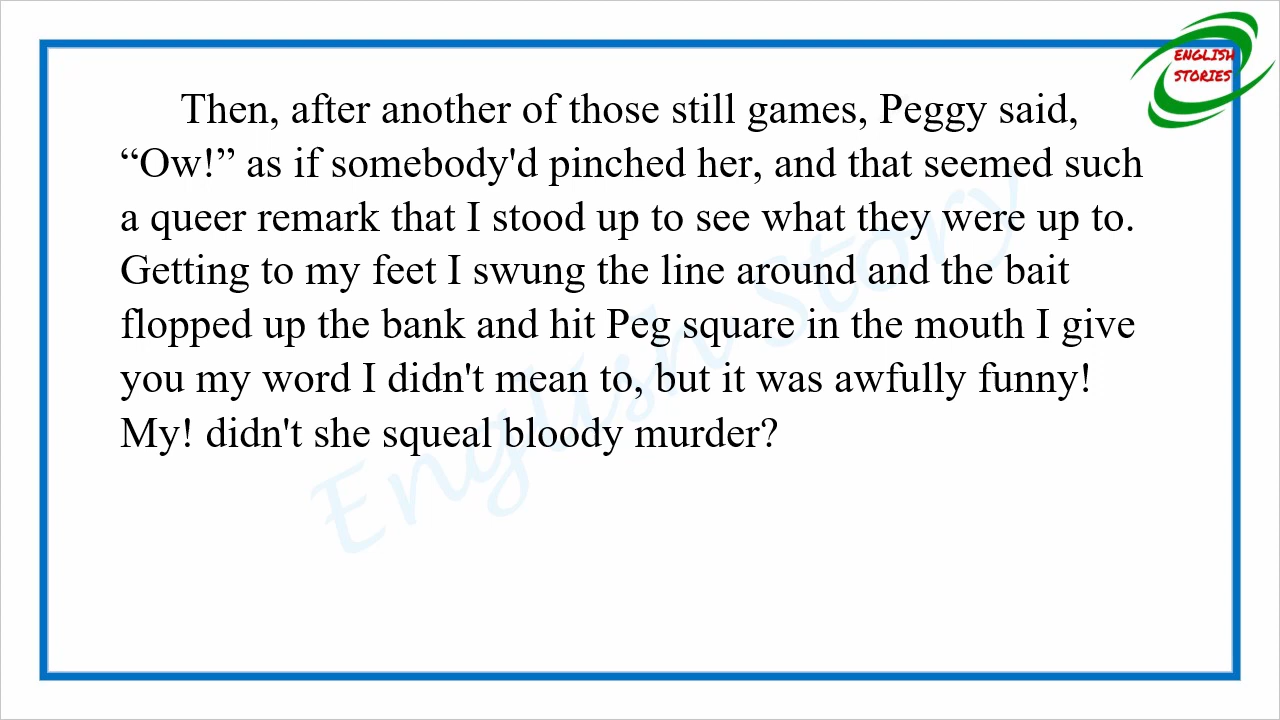 ENGLISH
STORIES
Then, after another of those still games, Peggy said,
“Ow!” as if somebody'd pinched her, and that seemed such
a queer remark that I stood up to see what they were up to.
Getting to my feet I swung the line around and the bait
flopped up the bank and hit Peg square in the mouth I give
you my word I didn't mean to, but it was awfully funny!
My! didn't she squeal bloody murder?
English Story